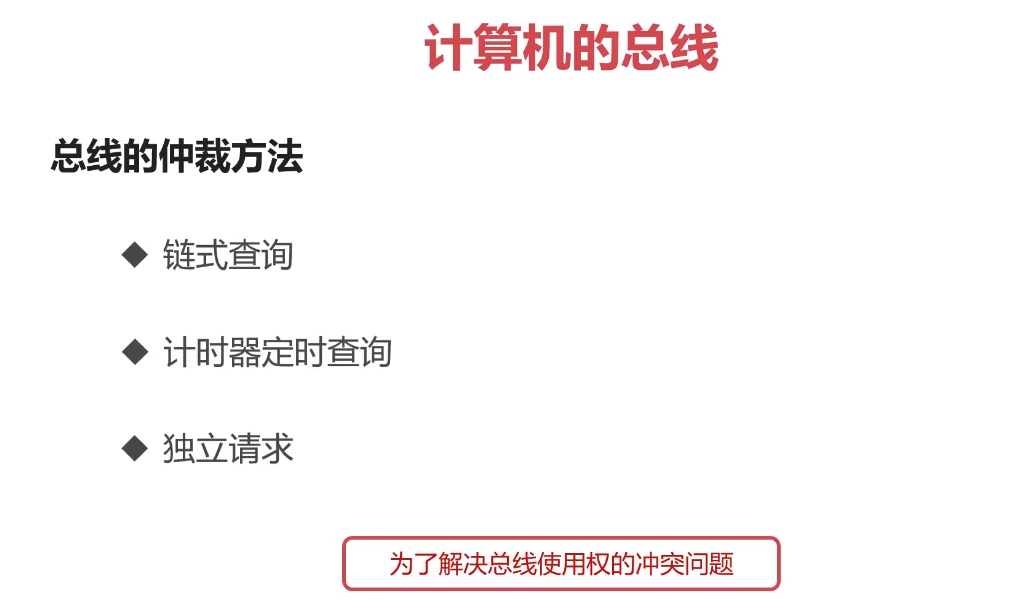 计算机的总线
总线的仲裁方法
◆ 链式查询
◆ 计时器定时查询
◆ 独立请求
为了解决总线使用权的冲突问题